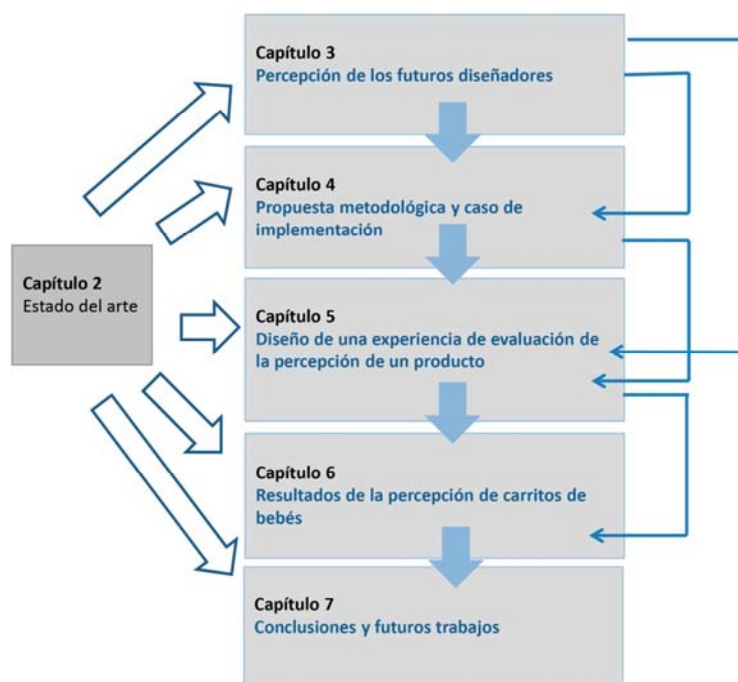 Capítulo 3
Percepción de los futuros diseñadores
Capítulo 4
Propuesta metodológica y caso de
implementación
Capítulo 2
Estado del arte
Capítulo 5
Diseño de una experiencia de evaluación de
la percepción de un producto
Capítulo 6
Resultados de la percepción de carritos de
bebés
Capítulo 7
Conclusiones y futuros trabajos